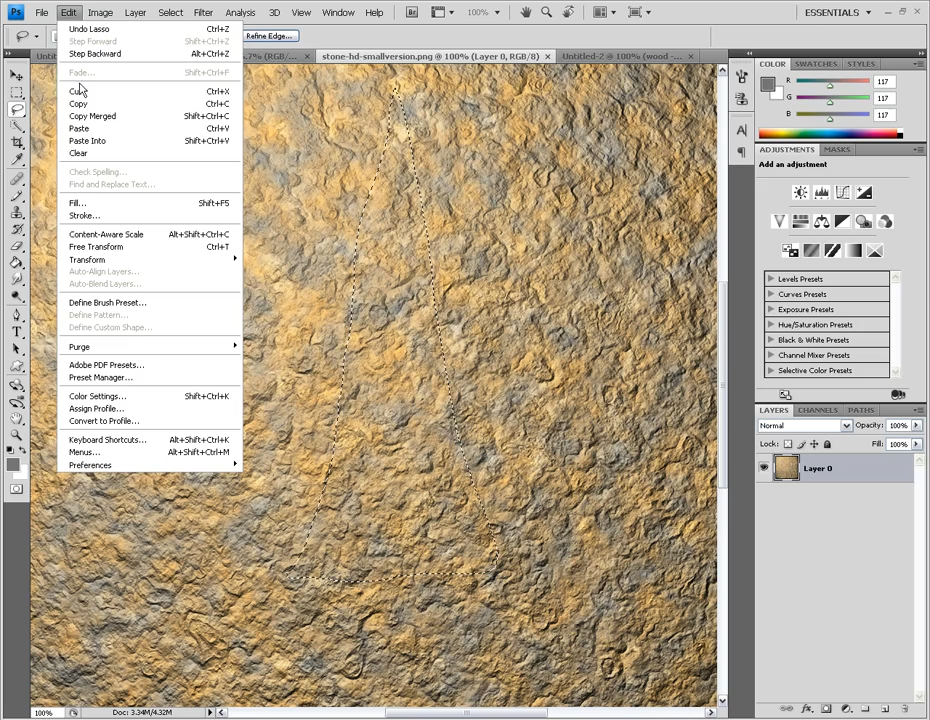 Ps File Edit Image Layer Select Filter Analysis 3D View Window Help Br 100% ESSENTIALS
Refine Edge...
.7% (RGB/... × stone-hd-smallversion.png @ 100% (Layer 0, RGB/8) × Untitled-2 @ 100% (wood -... ×
Undo Lasso Ctrl+Z
Step Forward Shift+Ctrl+Z
Step Backward Alt+Ctrl+Z
Fade... Shift+Ctrl+F
Cut Ctrl+X
Copy Ctrl+C
Copy Merged Shift+Ctrl+C
Paste Ctrl+V
Paste Into Shift+Ctrl+V
Clear
Check Spelling...
Find and Replace Text...
Fill... Shift+F5
Stroke...
Content-Aware Scale Alt+Shift+Ctrl+C
Free Transform Ctrl+T
Transform
Auto-Align Layers...
Auto-Blend Layers...
Define Brush Preset...
Define Pattern...
Define Custom Shape...
Purge
Adobe PDF Presets...
Preset Manager...
Color Settings... Shift+Ctrl+K
Assign Profile...
Convert to Profile...
Keyboard Shortcuts... Alt+Shift+Ctrl+K
Menus... Alt+Shift+Ctrl+M
Preferences
COLOR SWATCHES STYLES
R 117
G 117
B 117
ADJUSTMENTS MASKS
Add an adjustment
Levels Presets
Curves Presets
Exposure Presets
Hue/Saturation Presets
Black & White Presets
Channel Mixer Presets
Selective Color Presets
LAYERS CHANNELS PATHS
Normal Opacity: 100%
Lock: Fill: 100%
Layer 0
100% Doc: 3.34M/4.32M